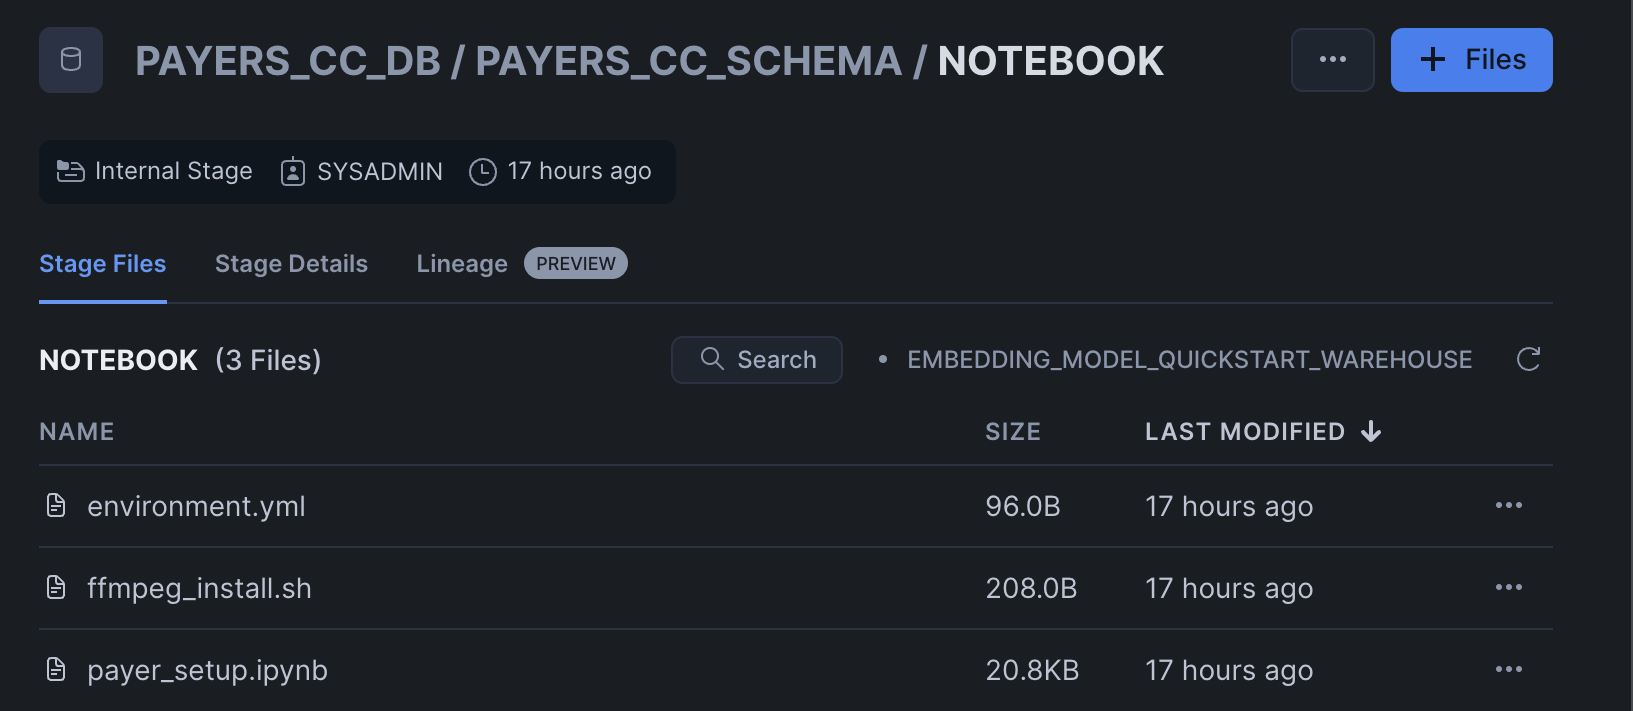 PAYERS_CC_DB / PAYERS_CC_SCHEMA / NOTEBOOK
... + Files
Internal Stage SYSADMIN 17 hours ago
Stage Files Stage Details Lineage PREVIEW
NOTEBOOK (3 Files) Search • EMBEDDING_MODEL_QUICKSTART_WAREHOUSE
NAME SIZE LAST MODIFIED ↓
environment.yml 96.0B 17 hours ago ...
ffmpeg_install.sh 208.0B 17 hours ago ...
payer_setup.ipynb 20.8KB 17 hours ago ...